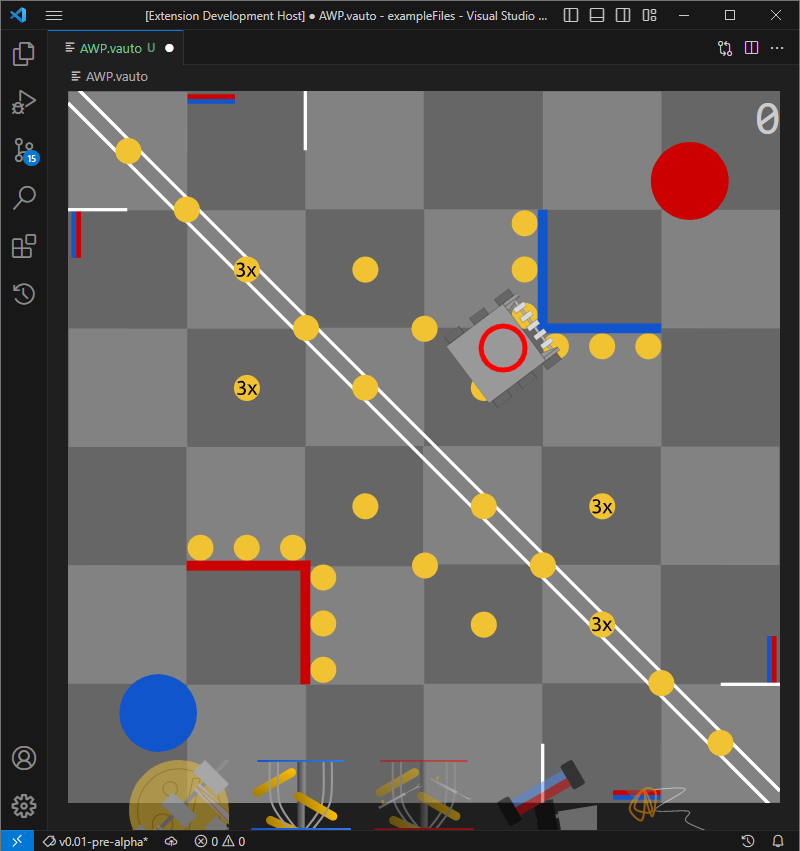 [Extension Development Host] ● AWP.vauto - exampleFiles - Visual Studio ...
AWP.vauto U
AWP.vauto
0
15
3x
3x
3x
3x
v0.01-pre-alpha*
0 0